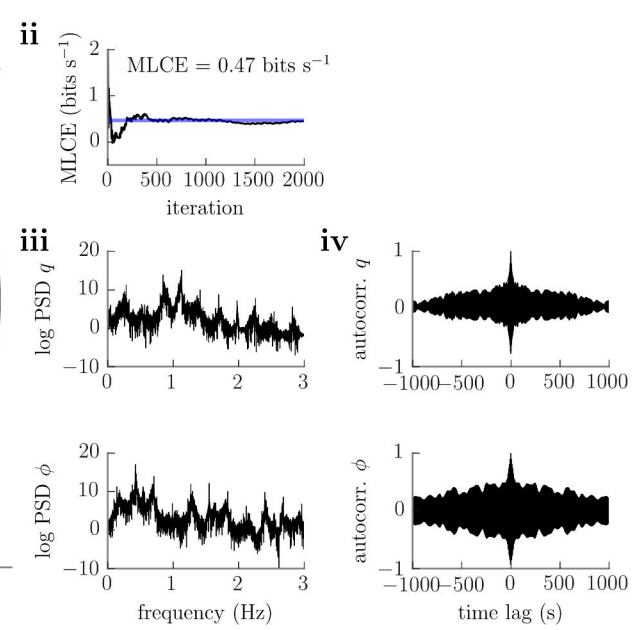 ii
MLCE (bits s⁻¹)
2
1
0
MLCE = 0.47 bits s⁻¹
0 500 1000 1500 2000
iteration
iii
log PSD q
20
10
0
−10
0 1 2 3
iv
autocorr. q
1
0
−1
−1000 −500 0 500 1000
log PSD ϕ
20
10
0
−10
0 1 2 3
frequency (Hz)
autocorr. ϕ
1
0
−1
−1000 −500 0 500 1000
time lag (s)